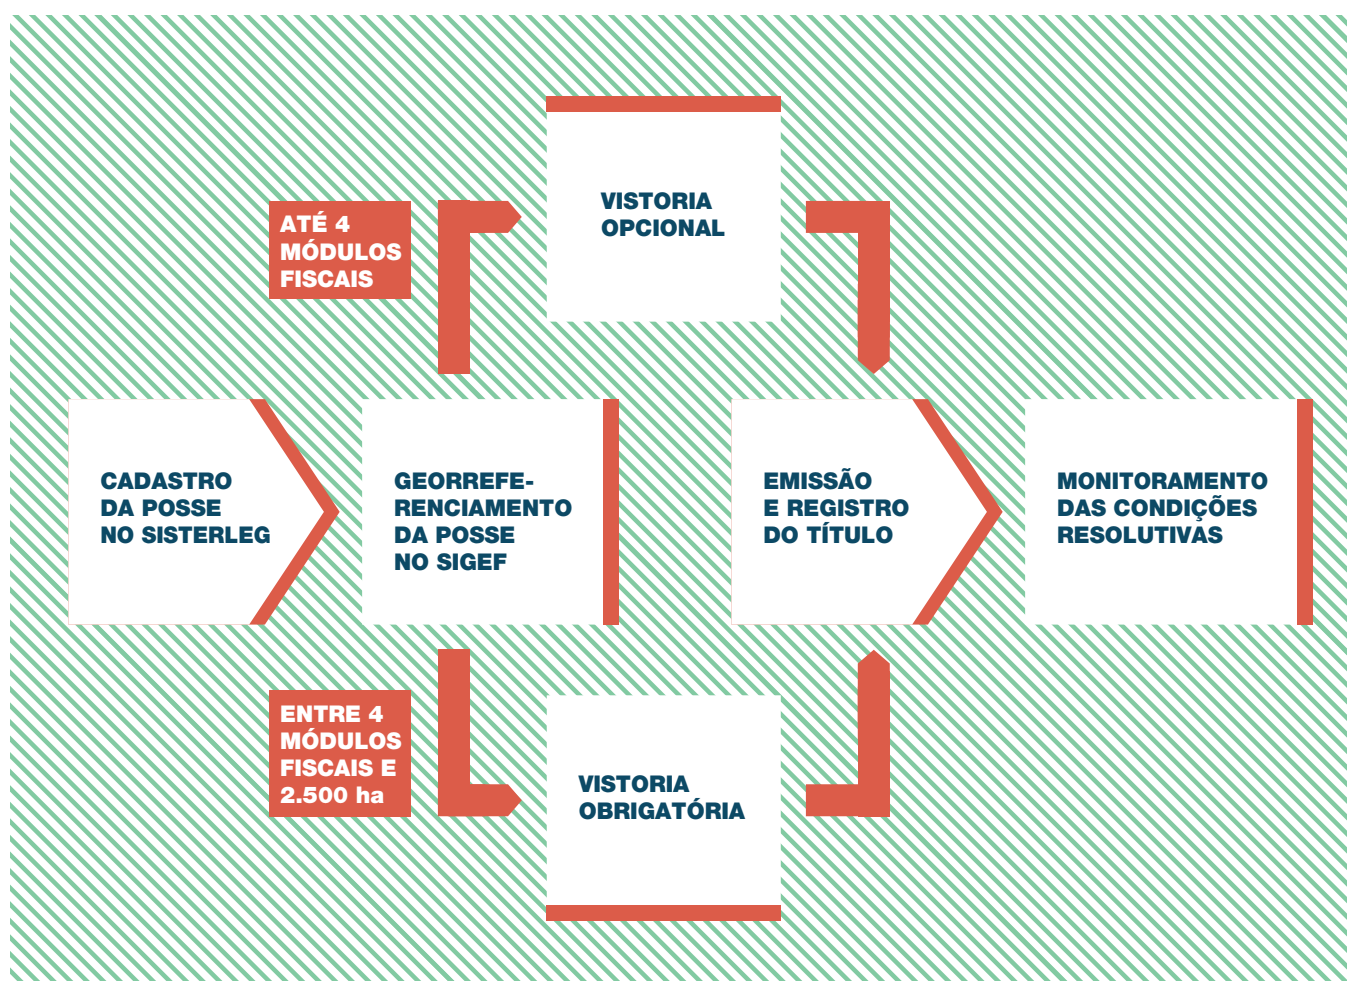 VISTORIA
OPCIONAL
ATÉ 4
MÓDULOS
FISCAIS
CADASTRO
DA POSSE
NO SISTERLEG
GEORREFE-
RENCIAMENTO
DA POSSE
NO SIGEF
EMISSÃO
E REGISTRO
DO TÍTULO
MONITORAMENTO
DAS CONDIÇÕES
RESOLUTIVAS
ENTRE 4
MÓDULOS
FISCAIS E
2.500 ha
VISTORIA
OBRIGATÓRIA